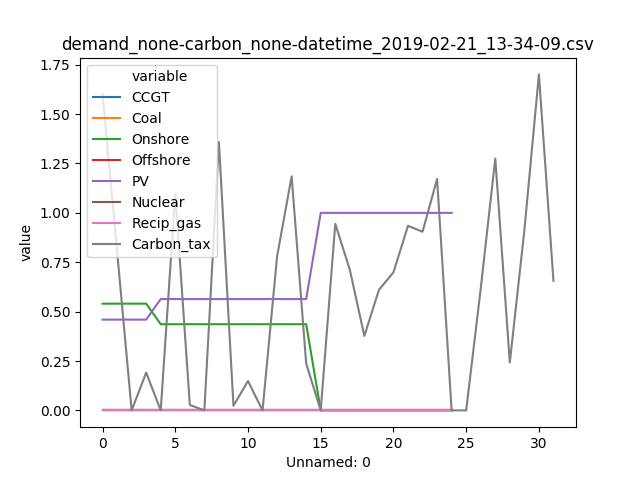 demand_none-carbon_none-datetime_2019-02-21_13-34-09.csv
1.75
1.50
1.25
1.00
0.75
0.50
0.25
0.00
value
variable
CCGT
Coal
Onshore
Offshore
PV
Nuclear
Recip_gas
Carbon_tax
0 5 10 15 20 25 30
Unnamed: 0